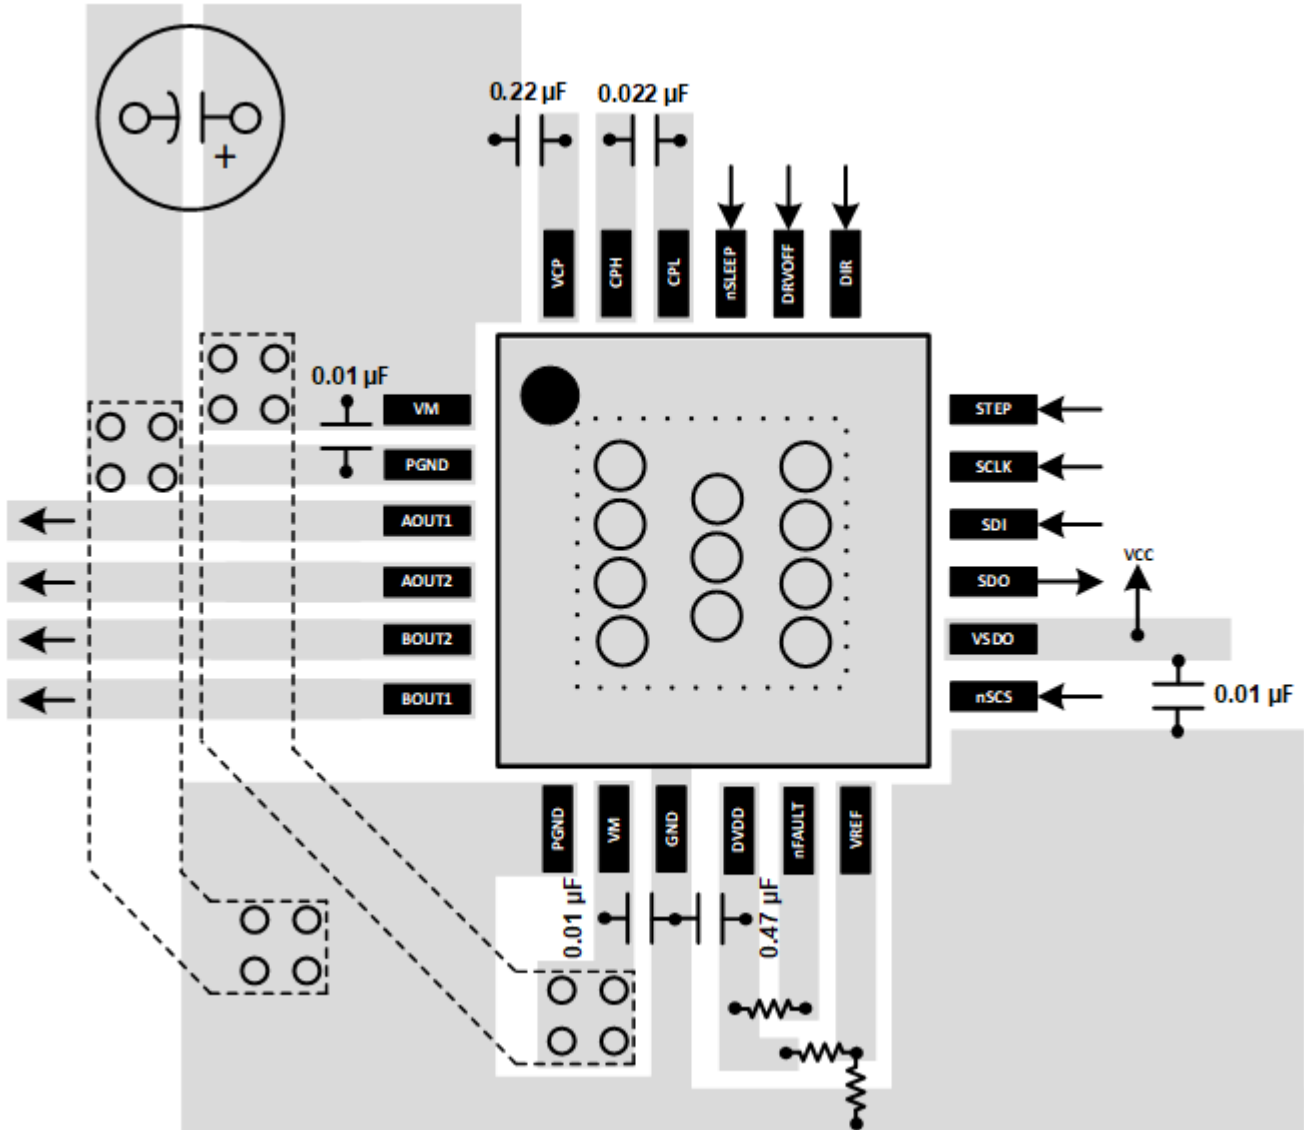 0.22 µF
0.022 µF
+
VCP
CPH
CPL
nSLEEP
DRVOFF
DIR
0.01 µF
VM
PGND
AOUT1
AOUT2
BOUT2
BOUT1
STEP
SCLK
SDI
SDO
VSDO
nSCS
VCC
0.01 µF
PGND
VM
GND
DVDD
nFAULT
VREF
0.01 µF
0.47 µF